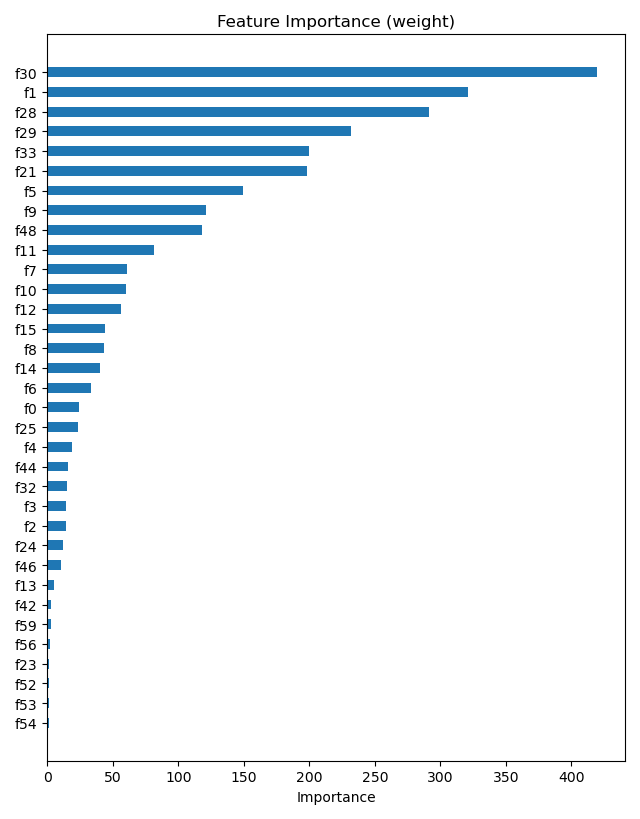 Feature Importance (weight)
f30
f1
f28
f29
f33
f21
f5
f9
f48
f11
f7
f10
f12
f15
f8
f14
f6
f0
f25
f4
f44
f32
f3
f2
f24
f46
f13
f42
f59
f56
f23
f52
f53
f54
0 50 100 150 200 250 300 350 400
Importance